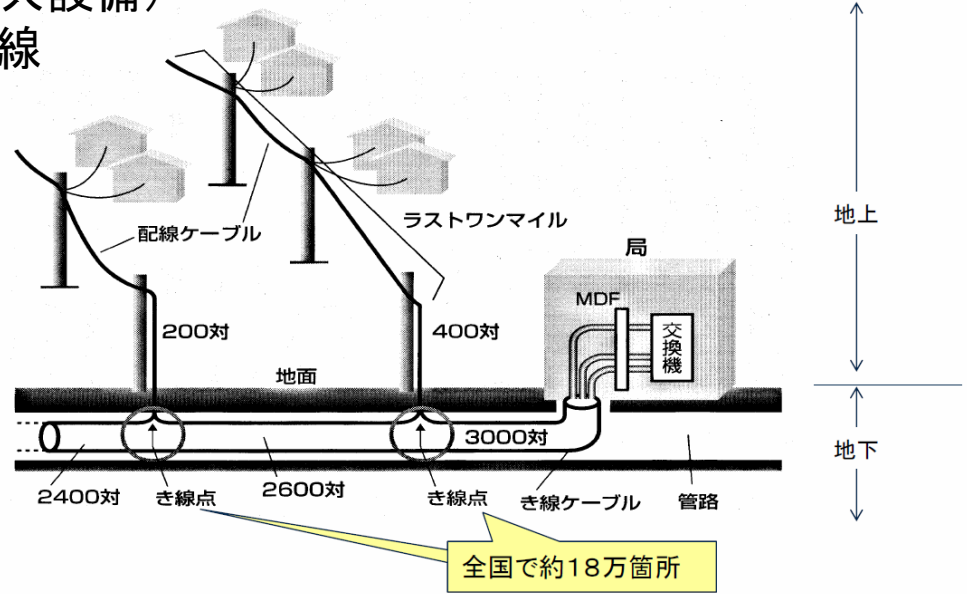 線
配線ケーブル
ラストワンマイル
局
MDF
交換機
200対
400対
地面
3000対
2400対
き線点
2600対
き線点
き線ケーブル
管路
全国で約18万箇所
地上
地下